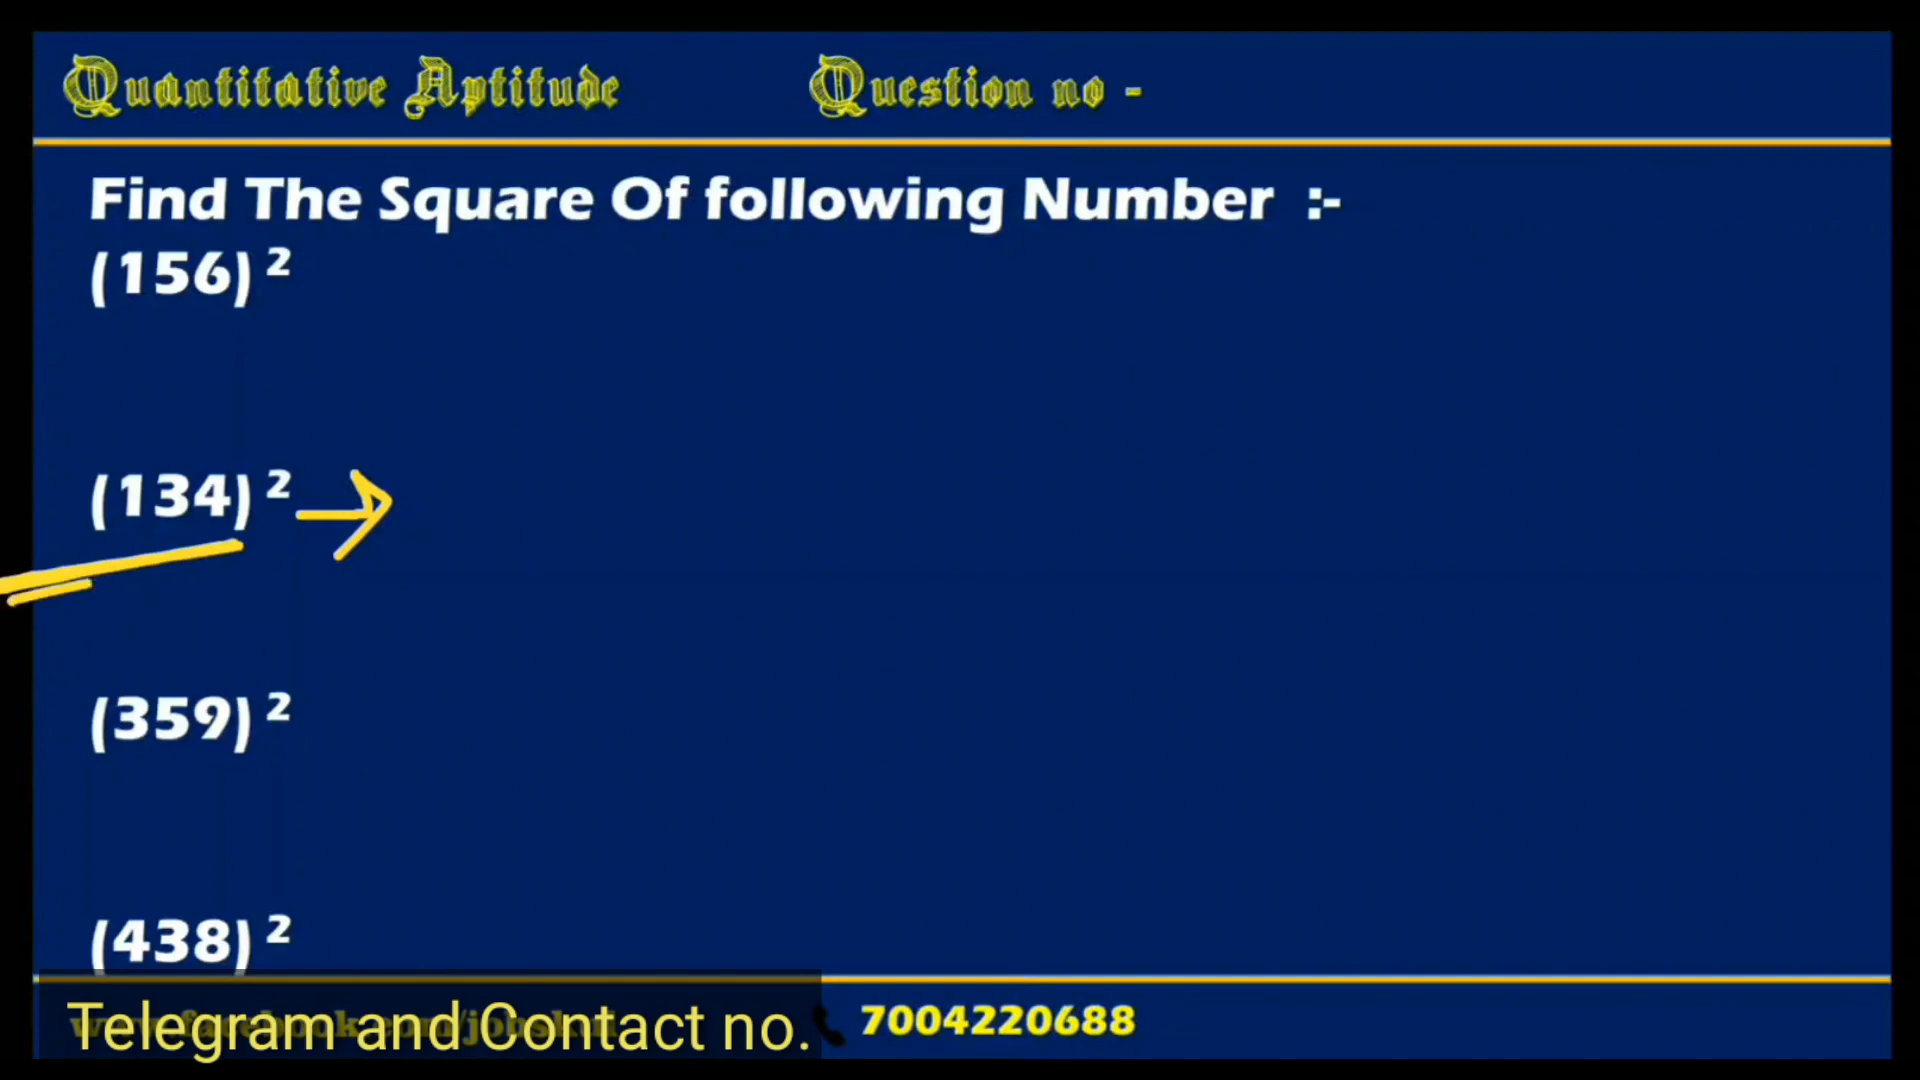 Quantitative Aptitude Question no -
Find The Square Of following Number :-
(156)²
(134)²
(359)²
(438)²
Telegram and Contact no. 7004220688